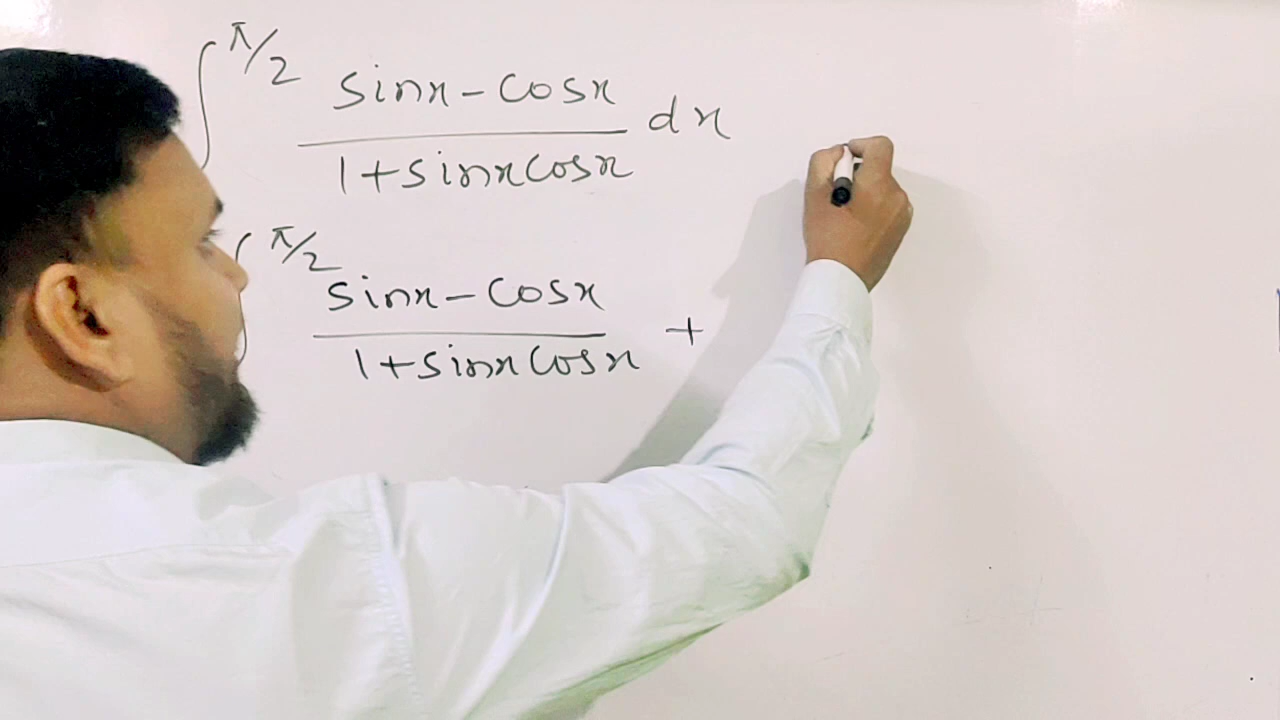 ∫^π/2 (sinx - cosx)/(1+sinxcosx) dx
∫^π/2 (sinx - cosx)/(1+sinxcosx) +